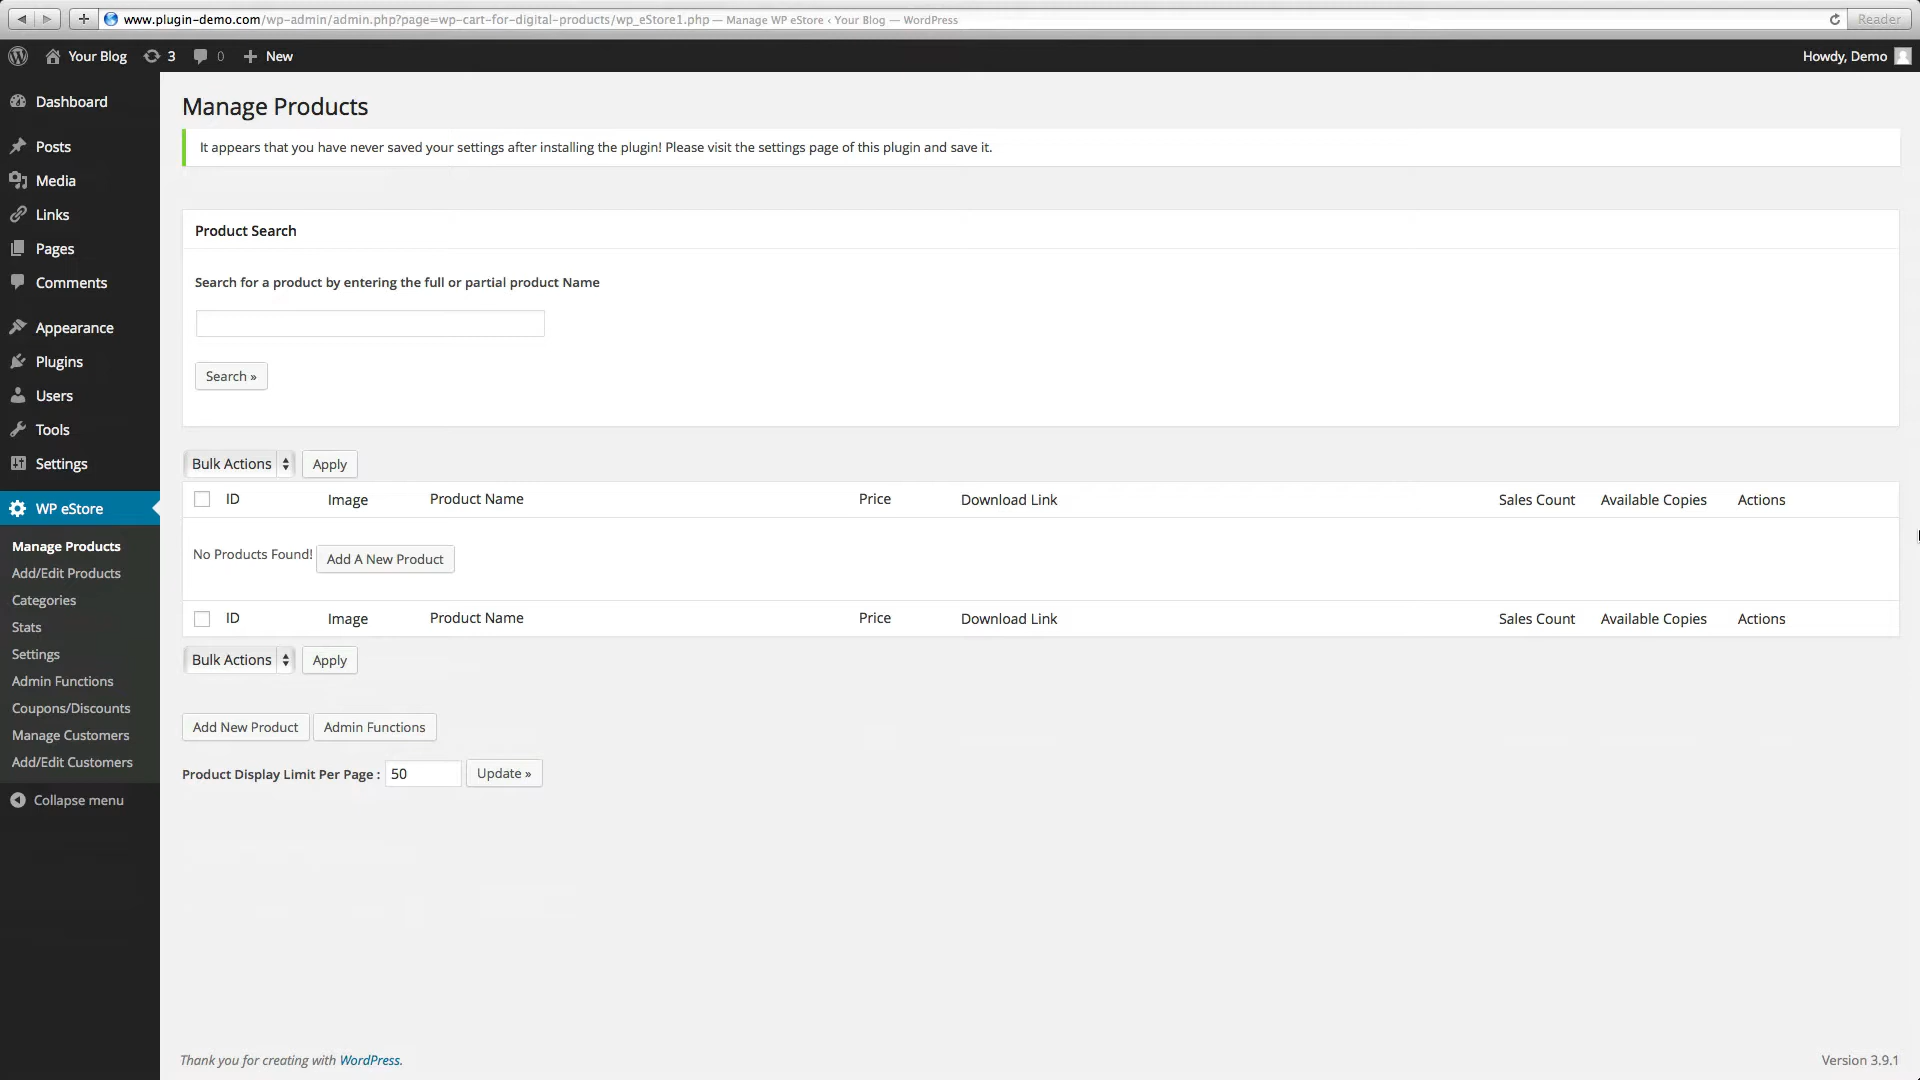 www.plugin-demo.com/wp-admin/admin.php?page=wp-cart-for-digital-products/wp_eStore1.php — Manage WP eStore ‹ Your Blog — WordPress
Reader
Your Blog 3 0 New
Howdy, Demo
Dashboard
Posts
Media
Links
Pages
Comments
Appearance
Plugins
Users
Tools
Settings
WP eStore
Manage Products
Add/Edit Products
Categories
Stats
Settings
Admin Functions
Coupons/Discounts
Manage Customers
Add/Edit Customers
Collapse menu
Manage Products
It appears that you have never saved your settings after installing the plugin! Please visit the settings page of this plugin and save it.
Product Search
Search for a product by entering the full or partial product Name
Search »
Bulk Actions Apply
ID Image Product Name Price Download Link Sales Count Available Copies Actions
No Products Found! Add A New Product
ID Image Product Name Price Download Link Sales Count Available Copies Actions
Bulk Actions Apply
Add New Product Admin Functions
Product Display Limit Per Page : 50 Update »
Thank you for creating with WordPress.
Version 3.9.1